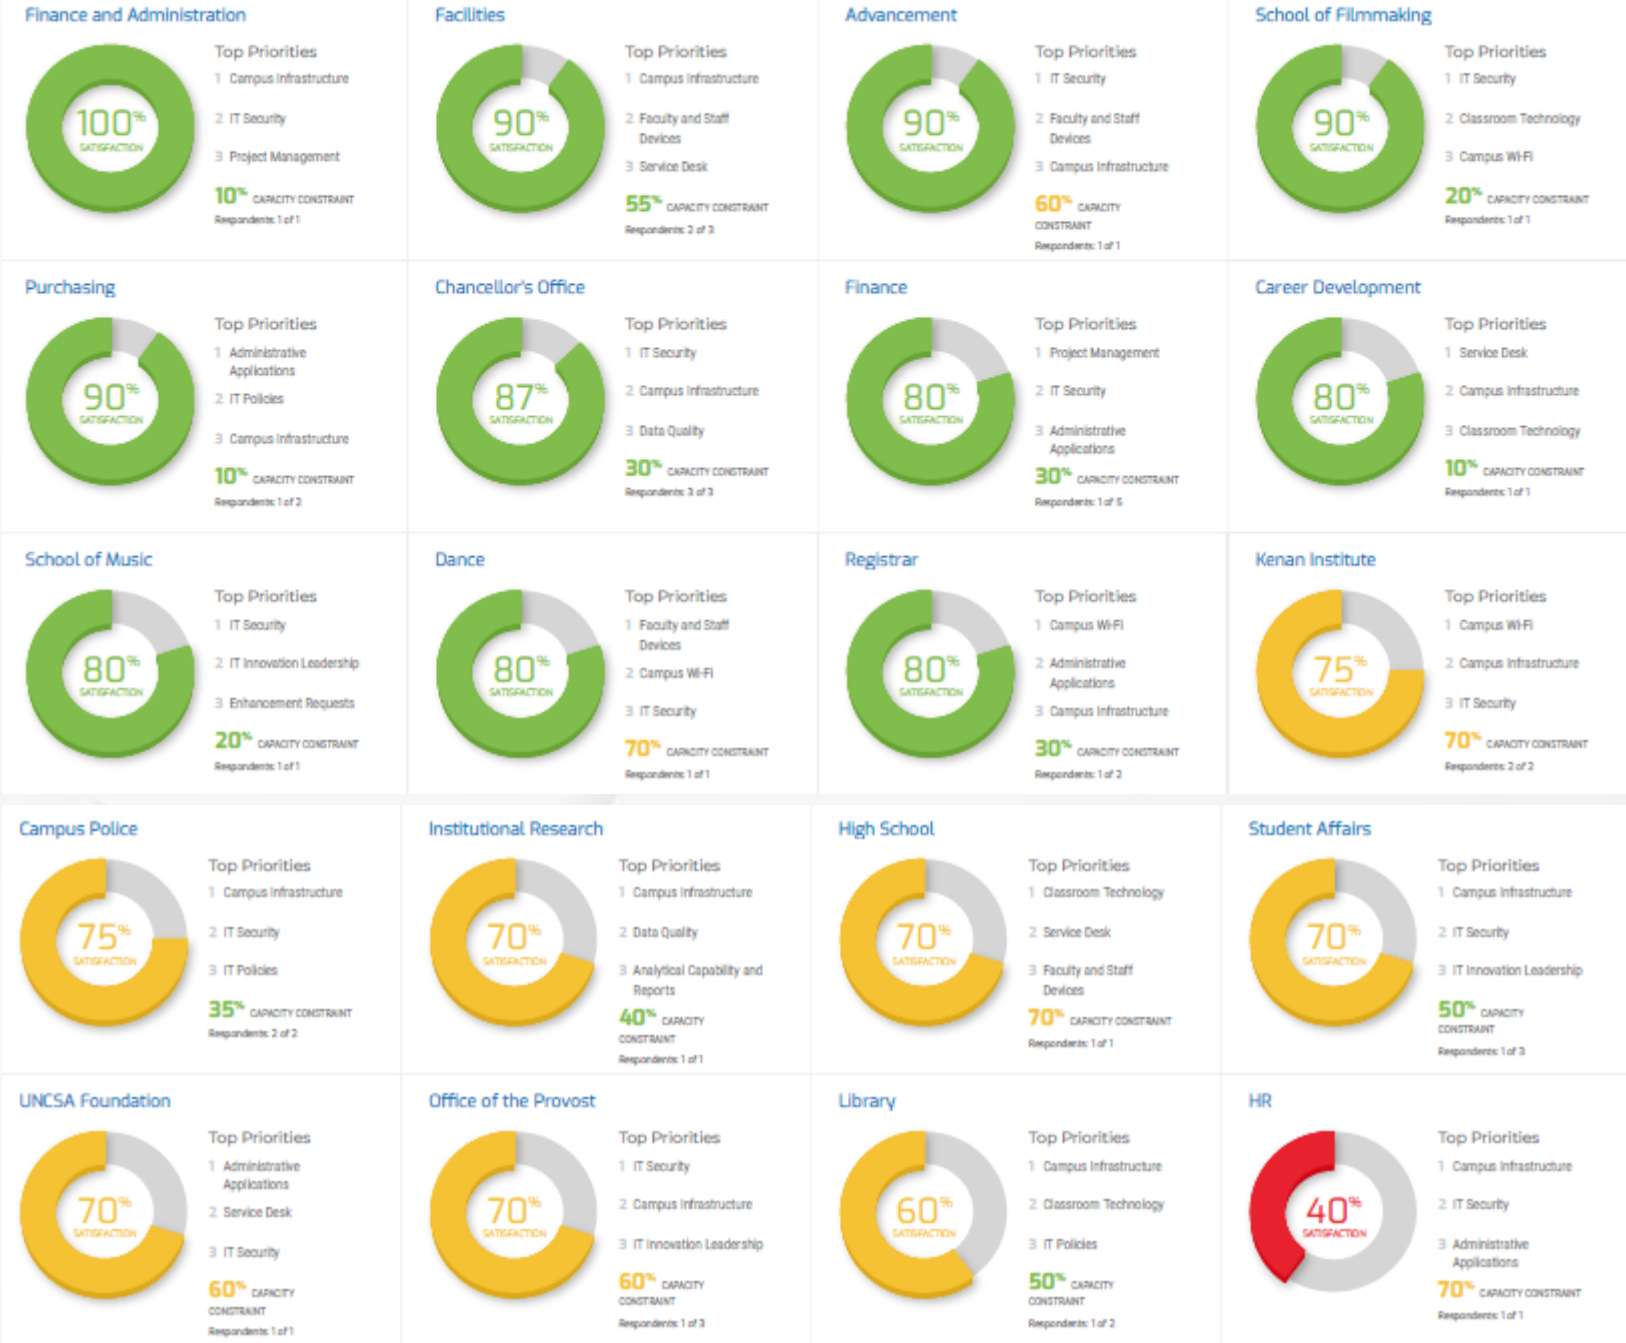 Finance and Administration
100%
SATISFACTION
Top Priorities
1 Campus Infrastructure
2 IT Security
3 Project Management
10% CAPACITY CONSTRAINT
Respondents: 1 of 1
Facilities
90%
SATISFACTION
Top Priorities
1 Campus Infrastructure
2 Faculty and Staff
Devices
3 Service Desk
55% CAPACITY CONSTRAINT
Respondents: 2 of 3
Advancement
90%
SATISFACTION
Top Priorities
1 IT Security
2 Faculty and Staff
Devices
3 Campus Infrastructure
60% CAPACITY
CONSTRAINT
Respondents: 1 of 1
School of Filmmaking
90%
SATISFACTION
Top Priorities
1 IT Security
2 Classroom Technology
3 Campus Wi-Fi
20% CAPACITY CONSTRAINT
Respondents: 1 of 1
Purchasing
90%
SATISFACTION
Top Priorities
1 Administrative
Applications
2 IT Policies
3 Campus Infrastructure
10% CAPACITY CONSTRAINT
Respondents: 1 of 2
Chancellor's Office
87%
SATISFACTION
Top Priorities
1 IT Security
2 Campus Infrastructure
3 Data Quality
30% CAPACITY CONSTRAINT
Respondents: 3 of 3
Finance
80%
SATISFACTION
Top Priorities
1 Project Management
2 IT Security
3 Administrative
Applications
30% CAPACITY CONSTRAINT
Respondents: 1 of 5
Career Development
80%
SATISFACTION
Top Priorities
1 Service Desk
2 Campus Infrastructure
3 Classroom Technology
10% CAPACITY CONSTRAINT
Respondents: 1 of 1
School of Music
80%
SATISFACTION
Top Priorities
1 IT Security
2 IT Innovation Leadership
3 Enhancement Requests
20% CAPACITY CONSTRAINT
Respondents: 1 of 1
Dance
80%
SATISFACTION
Top Priorities
1 Faculty and Staff
Devices
2 Campus Wi-Fi
3 IT Security
70% CAPACITY CONSTRAINT
Respondents: 1 of 1
Registrar
80%
SATISFACTION
Top Priorities
1 Campus Wi-Fi
2 Administrative
Applications
3 Campus Infrastructure
30% CAPACITY CONSTRAINT
Respondents: 1 of 2
Kenan Institute
75%
SATISFACTION
Top Priorities
1 Campus Wi-Fi
2 Campus Infrastructure
3 IT Security
70% CAPACITY CONSTRAINT
Respondents: 2 of 2
Campus Police
75%
SATISFACTION
Top Priorities
1 Campus Infrastructure
2 IT Security
3 IT Policies
35% CAPACITY CONSTRAINT
Respondents: 2 of 2
Institutional Research
70%
SATISFACTION
Top Priorities
1 Campus Infrastructure
2 Data Quality
3 Analytical Capability and
Reports
40% CAPACITY
CONSTRAINT
Respondents: 1 of 1
High School
70%
SATISFACTION
Top Priorities
1 Classroom Technology
2 Service Desk
3 Faculty and Staff
Devices
70% CAPACITY CONSTRAINT
Respondents: 1 of 1
Student Affairs
70%
SATISFACTION
Top Priorities
1 Campus Infrastructure
2 IT Security
3 IT Innovation Leadership
50% CAPACITY
CONSTRAINT
Respondents: 1 of 3
UNCSA Foundation
70%
SATISFACTION
Top Priorities
1 Administrative
Applications
2 Service Desk
3 IT Security
60% CAPACITY
CONSTRAINT
Respondents: 1 of 1
Office of the Provost
70%
SATISFACTION
Top Priorities
1 IT Security
2 Campus Infrastructure
3 IT Innovation Leadership
60% CAPACITY
CONSTRAINT
Respondents: 1 of 3
Library
60%
SATISFACTION
Top Priorities
1 Campus Infrastructure
2 Classroom Technology
3 IT Policies
50% CAPACITY
CONSTRAINT
Respondents: 1 of 2
HR
40%
SATISFACTION
Top Priorities
1 Campus Infrastructure
2 IT Security
3 Administrative
Applications
70% CAPACITY CONSTRAINT
Respondents: 1 of 1